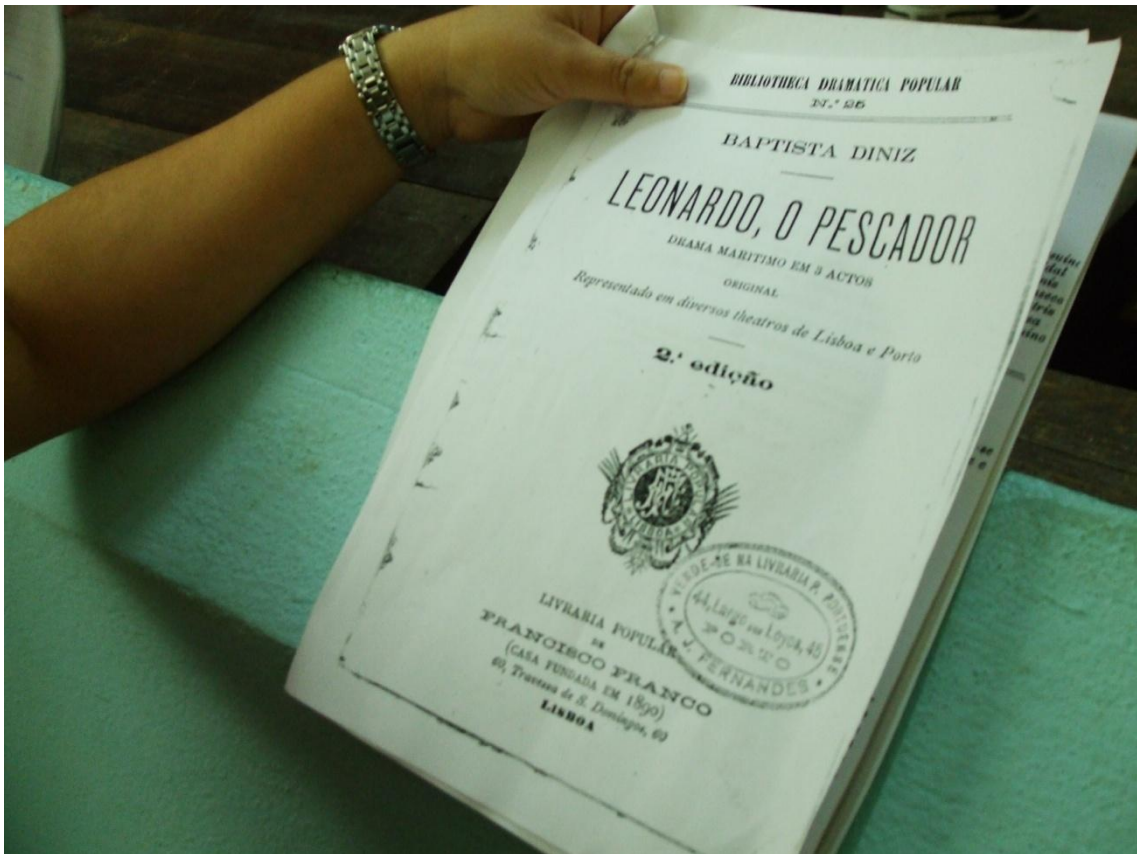 BIBLIOTHECA DRAMATICA POPULAR
N.º 26
BAPTISTA DINIZ
LEONARDO, O PESCADOR
DRAMA MARITIMO EM 3 ACTOS
ORIGINAL
Representado em diversos theatros de Lisboa e Porto
2.ª edição
LIVRARIA POPULAR
DE
FRANCISCO FRANCO
(CASA FUNDADA EM 1890)
60, Travessa de S. Domingos, 60
LISBOA
VENDE-SE NA LIVRARIA P. PORTUENSE
44, Largo dos Loyos, 45
PORTO
A. J. FERNANDES